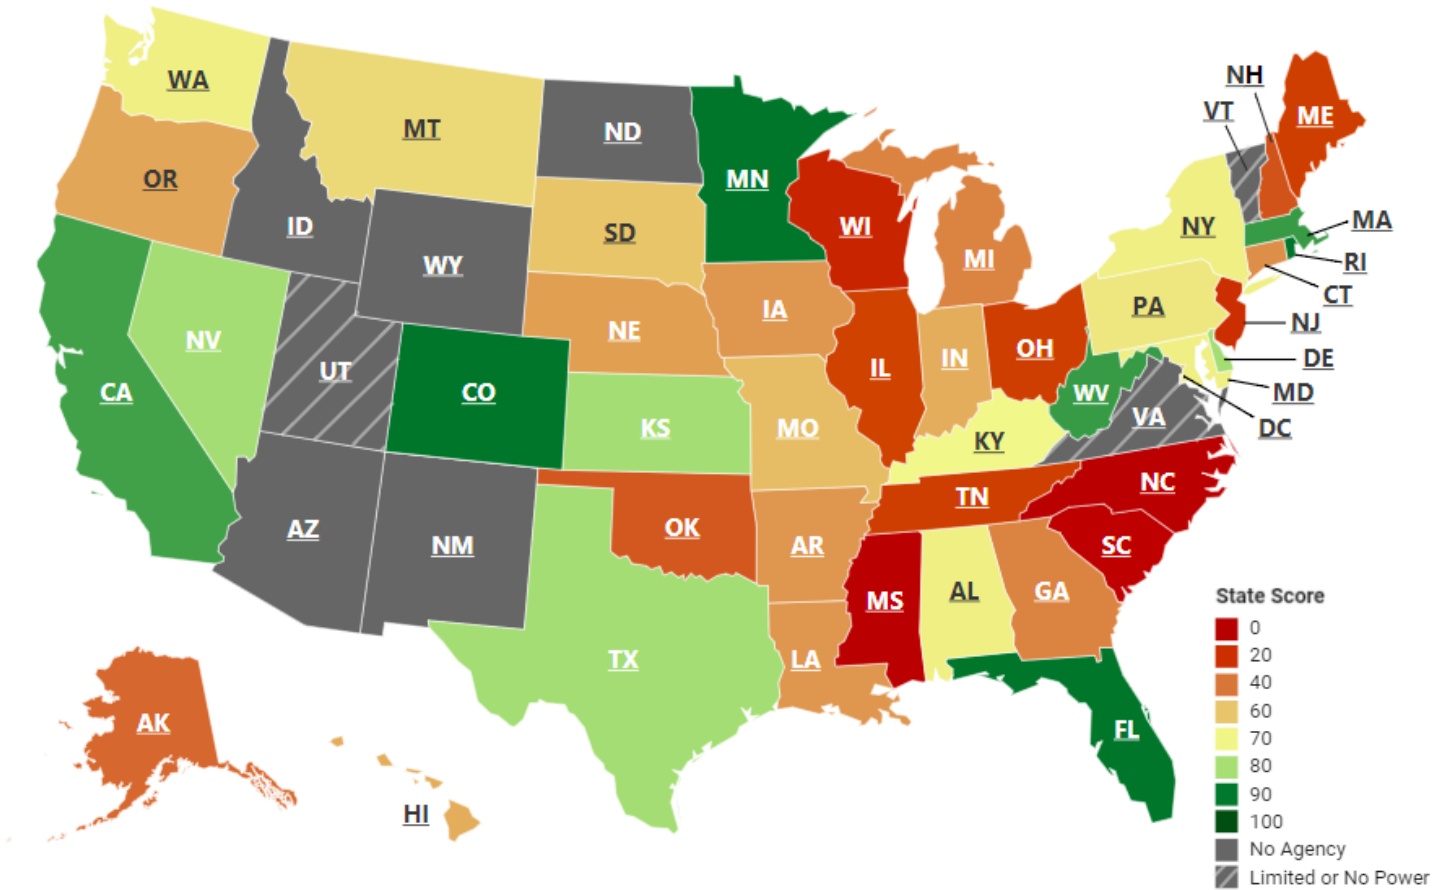 WA
MT
ND
MN
OR
ID
WY
SD
WI
MI
NH
VT
ME
NY
MA
RI
CT
PA
NJ
DE
MD
DC
NV
UT
CA
CO
NE
IA
IL
IN
OH
WV
VA
KS
MO
KY
NC
TN
SC
AZ
NM
OK
AR
MS
AL
GA
TX
LA
FL
AK
HI
State Score
0
20
40
60
70
80
90
100
No Agency
Limited or No Power